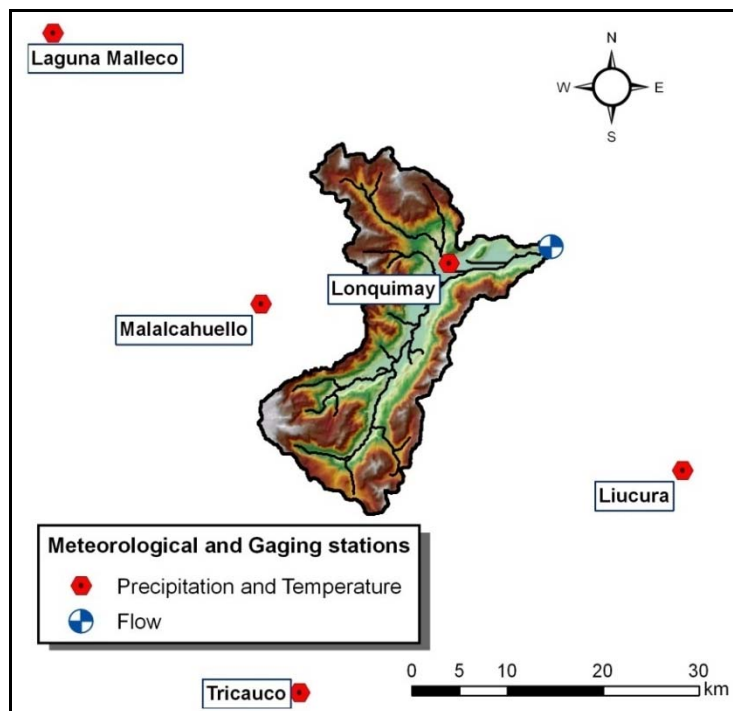 Laguna Malleco
N
W E
S
Lonquimay
Malalcahuello
Liucura
Meteorological and Gaging stations
Precipitation and Temperature
Flow
Tricauco
0 5 10 20 30
km